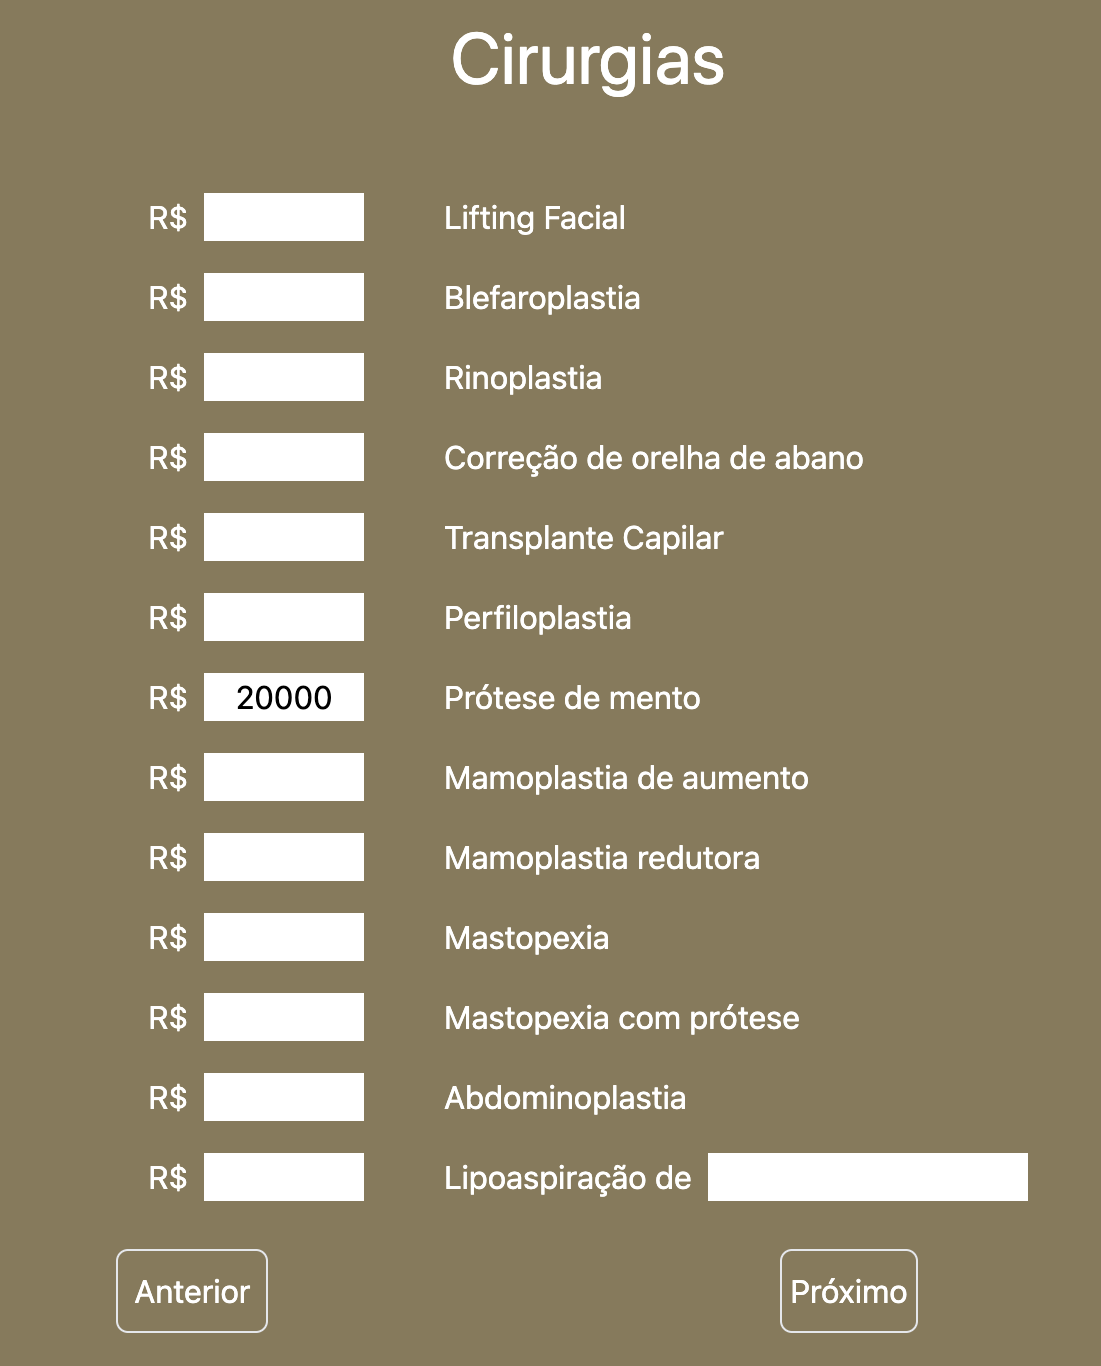 Cirurgias
R$ Lifting Facial
R$ Blefaroplastia
R$ Rinoplastia
R$ Correção de orelha de abano
R$ Transplante Capilar
R$ Perfiloplastia
R$ 20000 Prótese de mento
R$ Mamoplastia de aumento
R$ Mamoplastia redutora
R$ Mastopexia
R$ Mastopexia com prótese
R$ Abdominoplastia
R$ Lipoaspiração de
Anterior Próximo